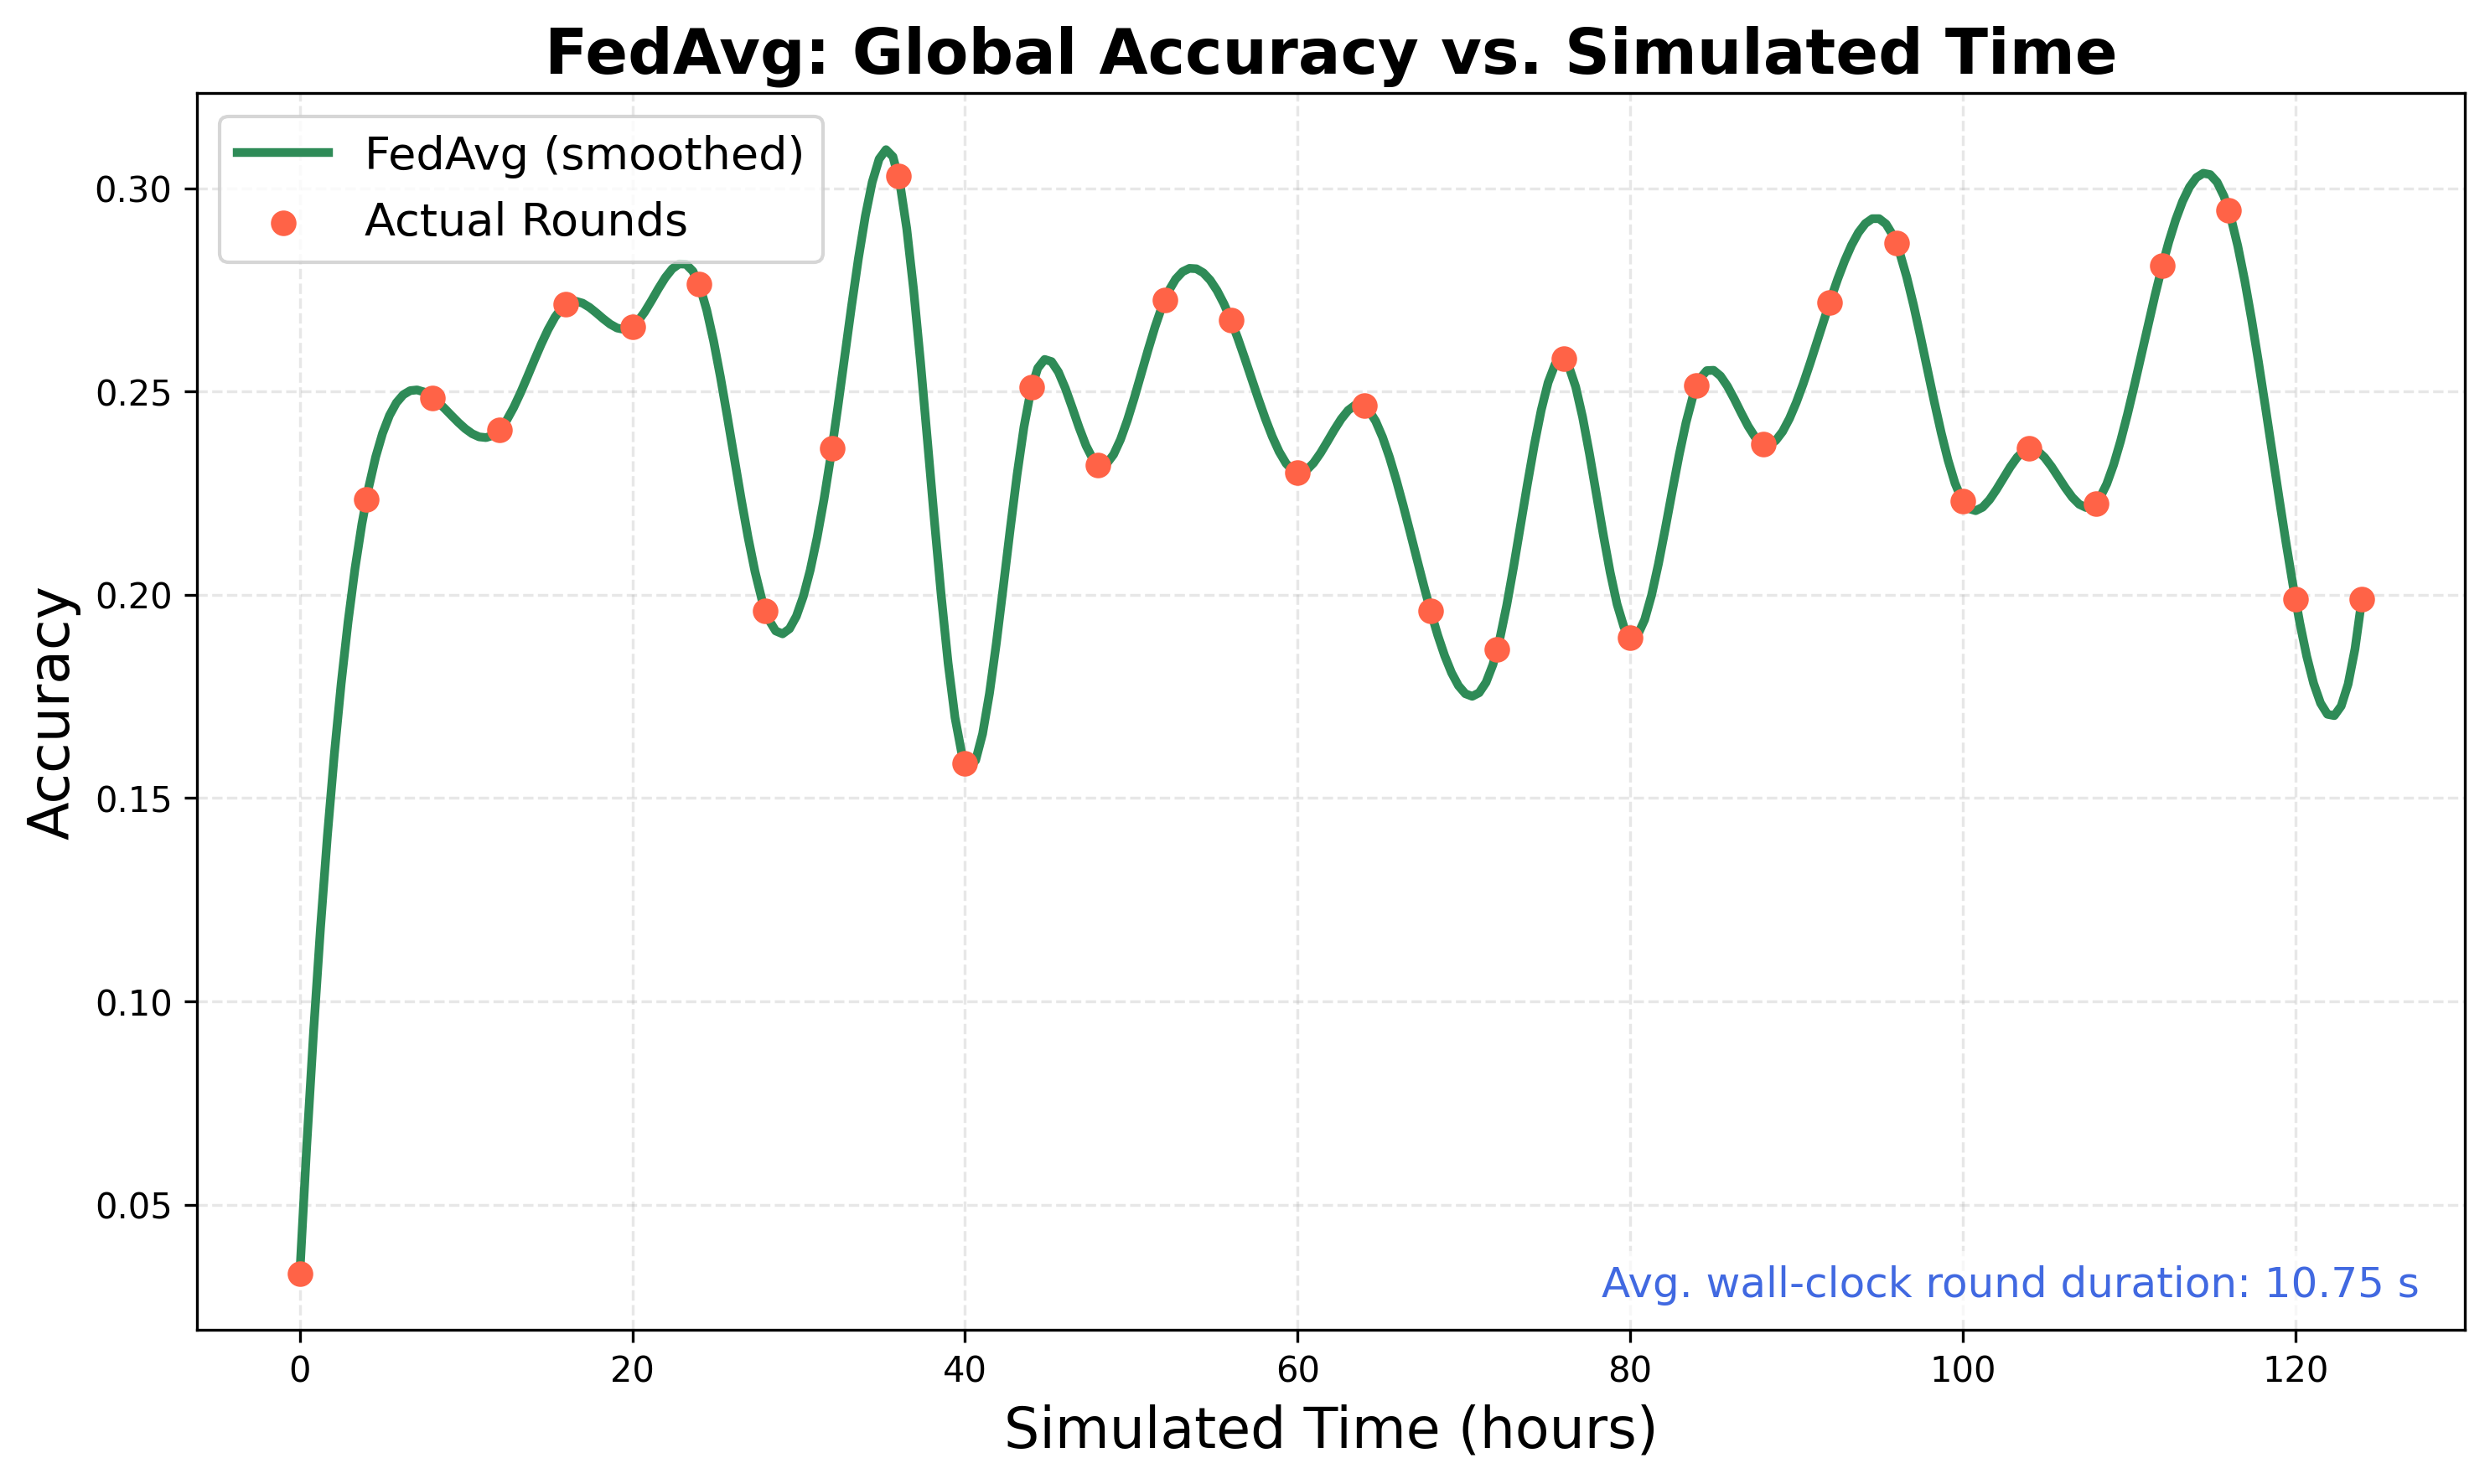 FedAvg: Global Accuracy vs. Simulated Time
FedAvg (smoothed)
Actual Rounds
Accuracy
0.30
0.25
0.20
0.15
0.10
0.05
Avg. wall-clock round duration: 10.75 s
0 20 40 60 80 100 120
Simulated Time (hours)